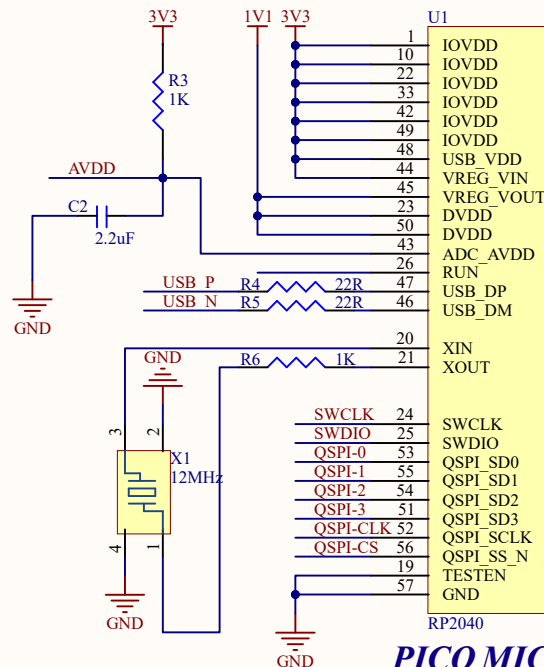 3V3 1V1 3V3 U1
R3
1K
AVDD
C2
2.2uF
GND
1 IOVDD
10 IOVDD
22 IOVDD
33 IOVDD
42 IOVDD
49 IOVDD
48 USB_VDD
44 VREG_VIN
45 VREG_VOUT
23 DVDD
50 DVDD
43 ADC_AVDD
26 RUN
USB_P R4 22R 47 USB_DP
USB_N R5 22R 46 USB_DM
20 XIN
GND R6 1K 21 XOUT
3 2
X1
12MHz
4 1
GND
SWCLK 24 SWCLK
SWDIO 25 SWDIO
QSPI-0 53 QSPI_SD0
QSPI-1 55 QSPI_SD1
QSPI-2 54 QSPI_SD2
QSPI-3 51 QSPI_SD3
QSPI-CLK 52 QSPI_SCLK
QSPI-CS 56 QSPI_SS_N
19 TESTEN
57 GND
GND
RP2040
PICO MIC